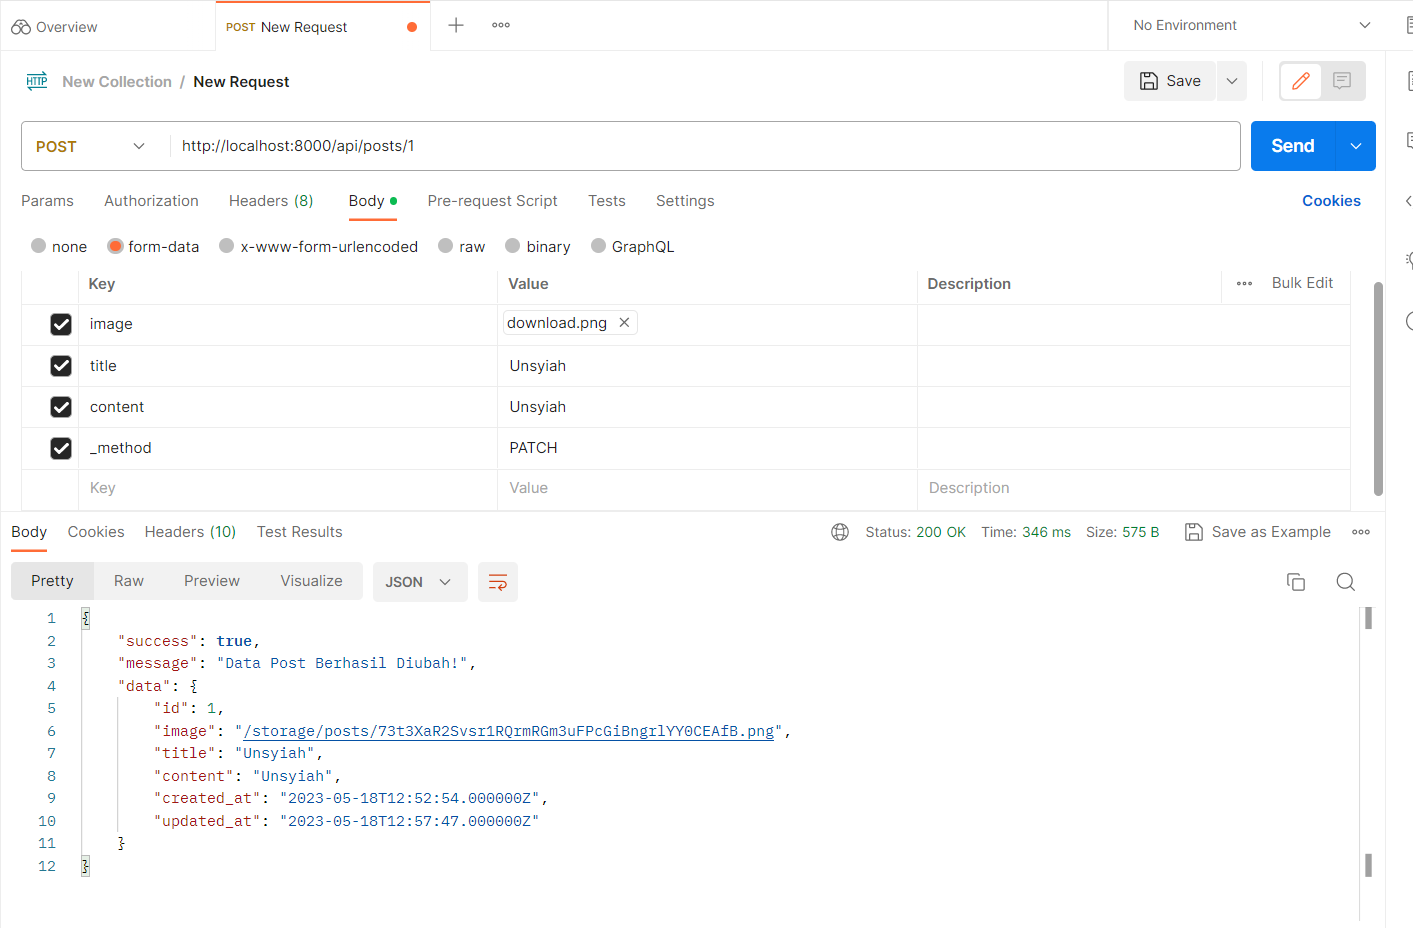 Overview
POST New Request
No Environment
HTTP New Collection / New Request
Save
POST http://localhost:8000/api/posts/1
Send
Params Authorization Headers (8) Body Pre-request Script Tests Settings Cookies
none form-data x-www-form-urlencoded raw binary GraphQL
Key Value Description Bulk Edit
image download.png
title Unsyiah
content Unsyiah
_method PATCH
Key Value Description
Body Cookies Headers (10) Test Results Status: 200 OK Time: 346 ms Size: 575 B Save as Example
Pretty Raw Preview Visualize JSON
1 {
2 "success": true,
3 "message": "Data Post Berhasil Diubah!",
4 "data": {
5 "id": 1,
6 "image": "/storage/posts/73t3XaR2Svsr1RQrmRGm3uFPcGiBngrlYY0CEAfB.png",
7 "title": "Unsyiah",
8 "content": "Unsyiah",
9 "created_at": "2023-05-18T12:52:54.000000Z",
10 "updated_at": "2023-05-18T12:57:47.000000Z"
11 }
12 }